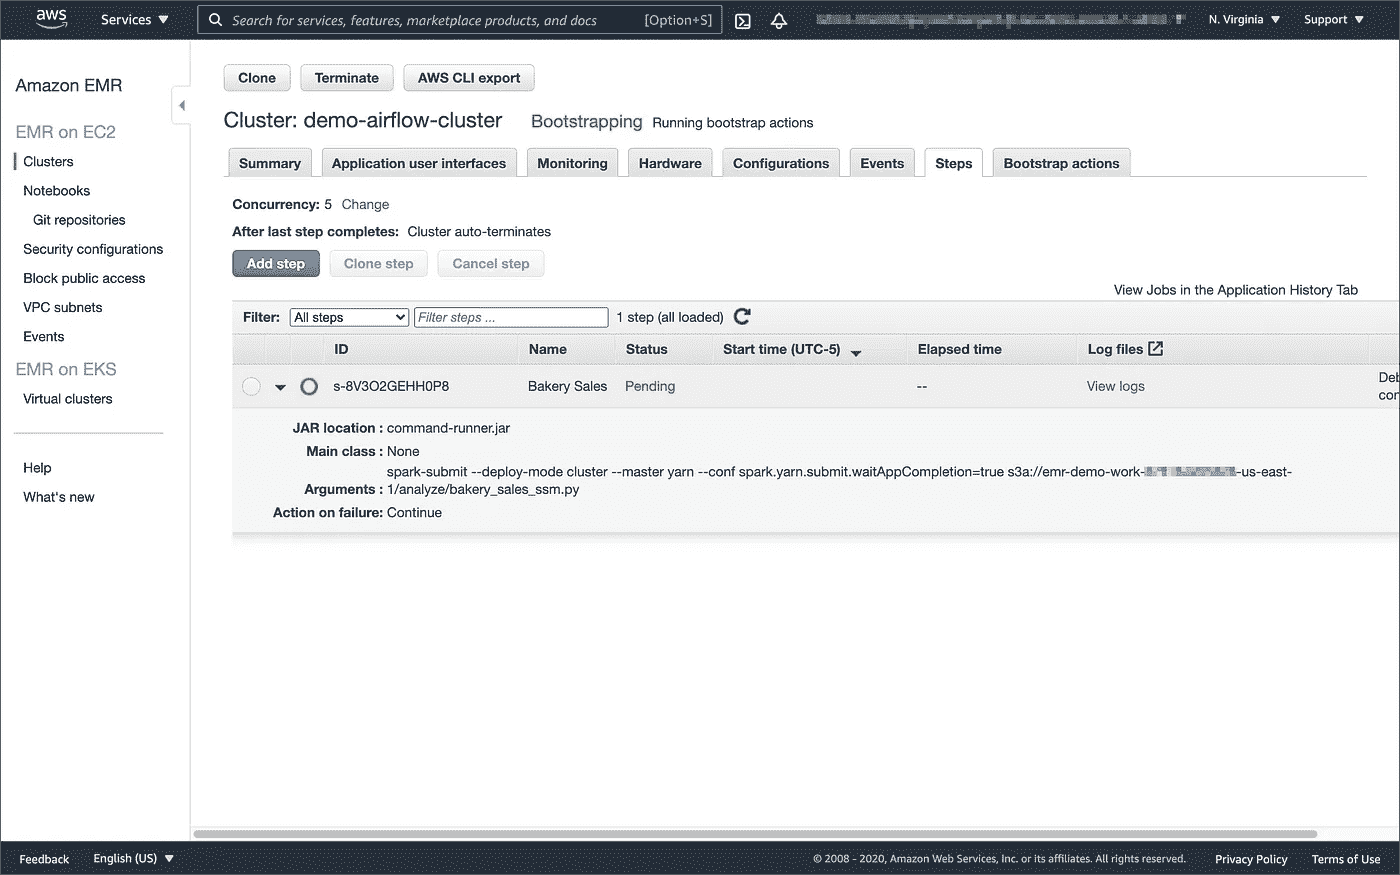 aws Services Search for services, features, marketplace products, and docs [Option+S] N. Virginia Support
Amazon EMR
EMR on EC2
Clusters
Notebooks
Git repositories
Security configurations
Block public access
VPC subnets
Events
EMR on EKS
Virtual clusters
Help
What's new
Clone Terminate AWS CLI export
Cluster: demo-airflow-cluster Bootstrapping Running bootstrap actions
Summary Application user interfaces Monitoring Hardware Configurations Events Steps Bootstrap actions
Concurrency: 5 Change
After last step completes: Cluster auto-terminates
Add step Clone step Cancel step
View Jobs in the Application History Tab
Filter: All steps Filter steps ... 1 step (all loaded)
ID Name Status Start time (UTC-5) Elapsed time Log files
s-8V3O2GEHH0P8 Bakery Sales Pending -- View logs Deb
con
JAR location : command-runner.jar
Main class : None
spark-submit --deploy-mode cluster --master yarn --conf spark.yarn.submit.waitAppCompletion=true s3a://emr-demo-work- -us-east-
Arguments : 1/analyze/bakery_sales_ssm.py
Action on failure: Continue
Feedback English (US) © 2008 - 2020, Amazon Web Services, Inc. or its affiliates. All rights reserved. Privacy Policy Terms of Use